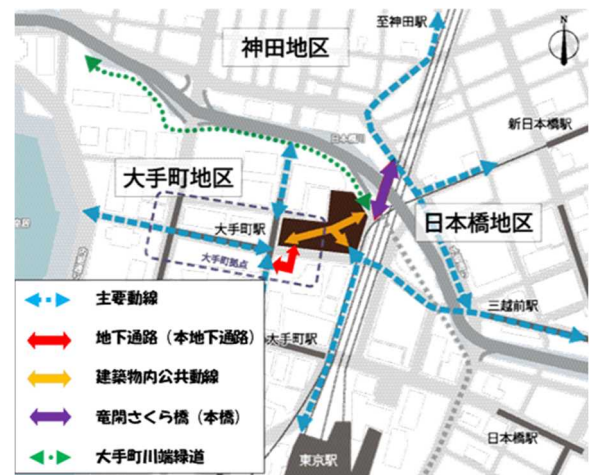 至神田駅
N
神田地区
新日本橋駅
日本橋川
大手町地区
日本橋地区
大手町駅
大手町拠点
三越前駅
主要動線
地下通路(本地下通路)
大手町駅
建築物内公共動線
竜閑さくら橋(本橋)
日本橋駅
大手町川端緑道
東京駅